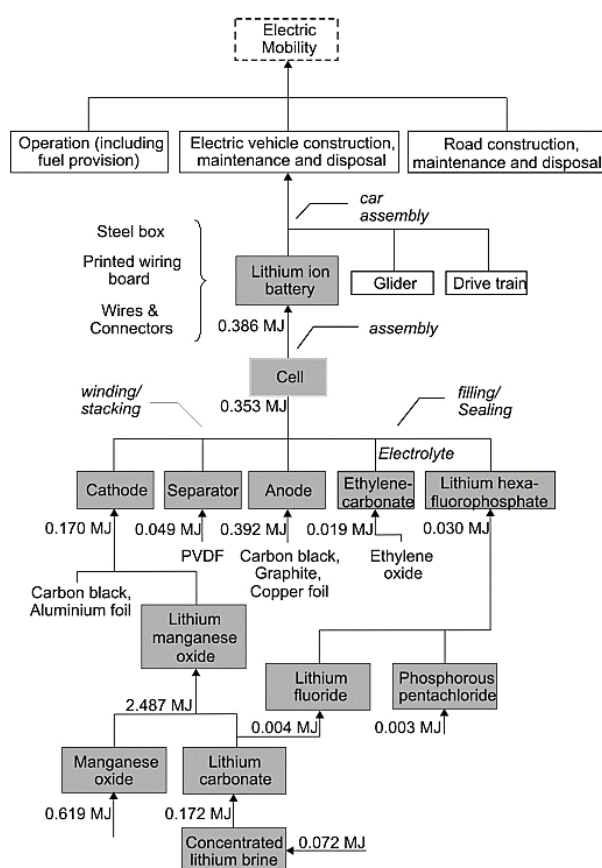 Electric
Mobility
Operation (including
fuel provision)
Electric vehicle construction,
maintenance and disposal
Road construction,
maintenance and disposal
car
assembly
Steel box
Printed wiring
board
Wires &
Connectors
Lithium ion
battery
Glider
Drive train
0.386 MJ
assembly
Cell
0.353 MJ
winding/
stacking
filling/
Sealing
Electrolyte
Cathode
Separator
Anode
Ethylene-
carbonate
Lithium hexa-
fluorophosphate
0.170 MJ
0.049 MJ
0.392 MJ
0.019 MJ
0.030 MJ
PVDF
Carbon black,
Graphite,
Copper foil
Ethylene
oxide
Carbon black,
Aluminium foil
Lithium
manganese
oxide
Lithium
fluoride
Phosphorous
pentachloride
2.487 MJ
0.004 MJ
0.003 MJ
Manganese
oxide
Lithium
carbonate
0.619 MJ
0.172 MJ
Concentrated
lithium brine
0.072 MJ